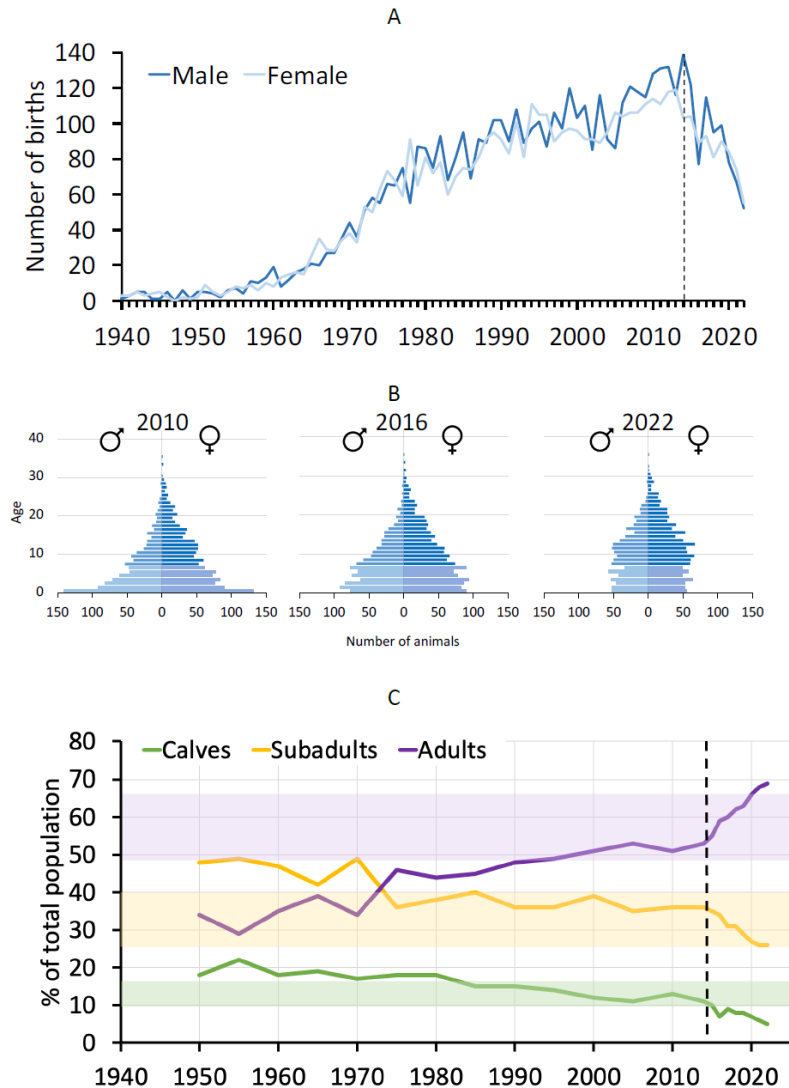 A
Male Female
Number of births
140
120
100
80
60
40
20
0
1940 1950 1960 1970 1980 1990 2000 2010 2020
B
♂ 2010 ♀
♂ 2016 ♀
♂ 2022 ♀
Age
40
30
20
10
0
150 100 50 0 50 100 150
150 100 50 0 50 100 150
150 100 50 0 50 100 150
Number of animals
C
Calves Subadults Adults
% of total population
80
70
60
50
40
30
20
10
0
1940 1950 1960 1970 1980 1990 2000 2010 2020